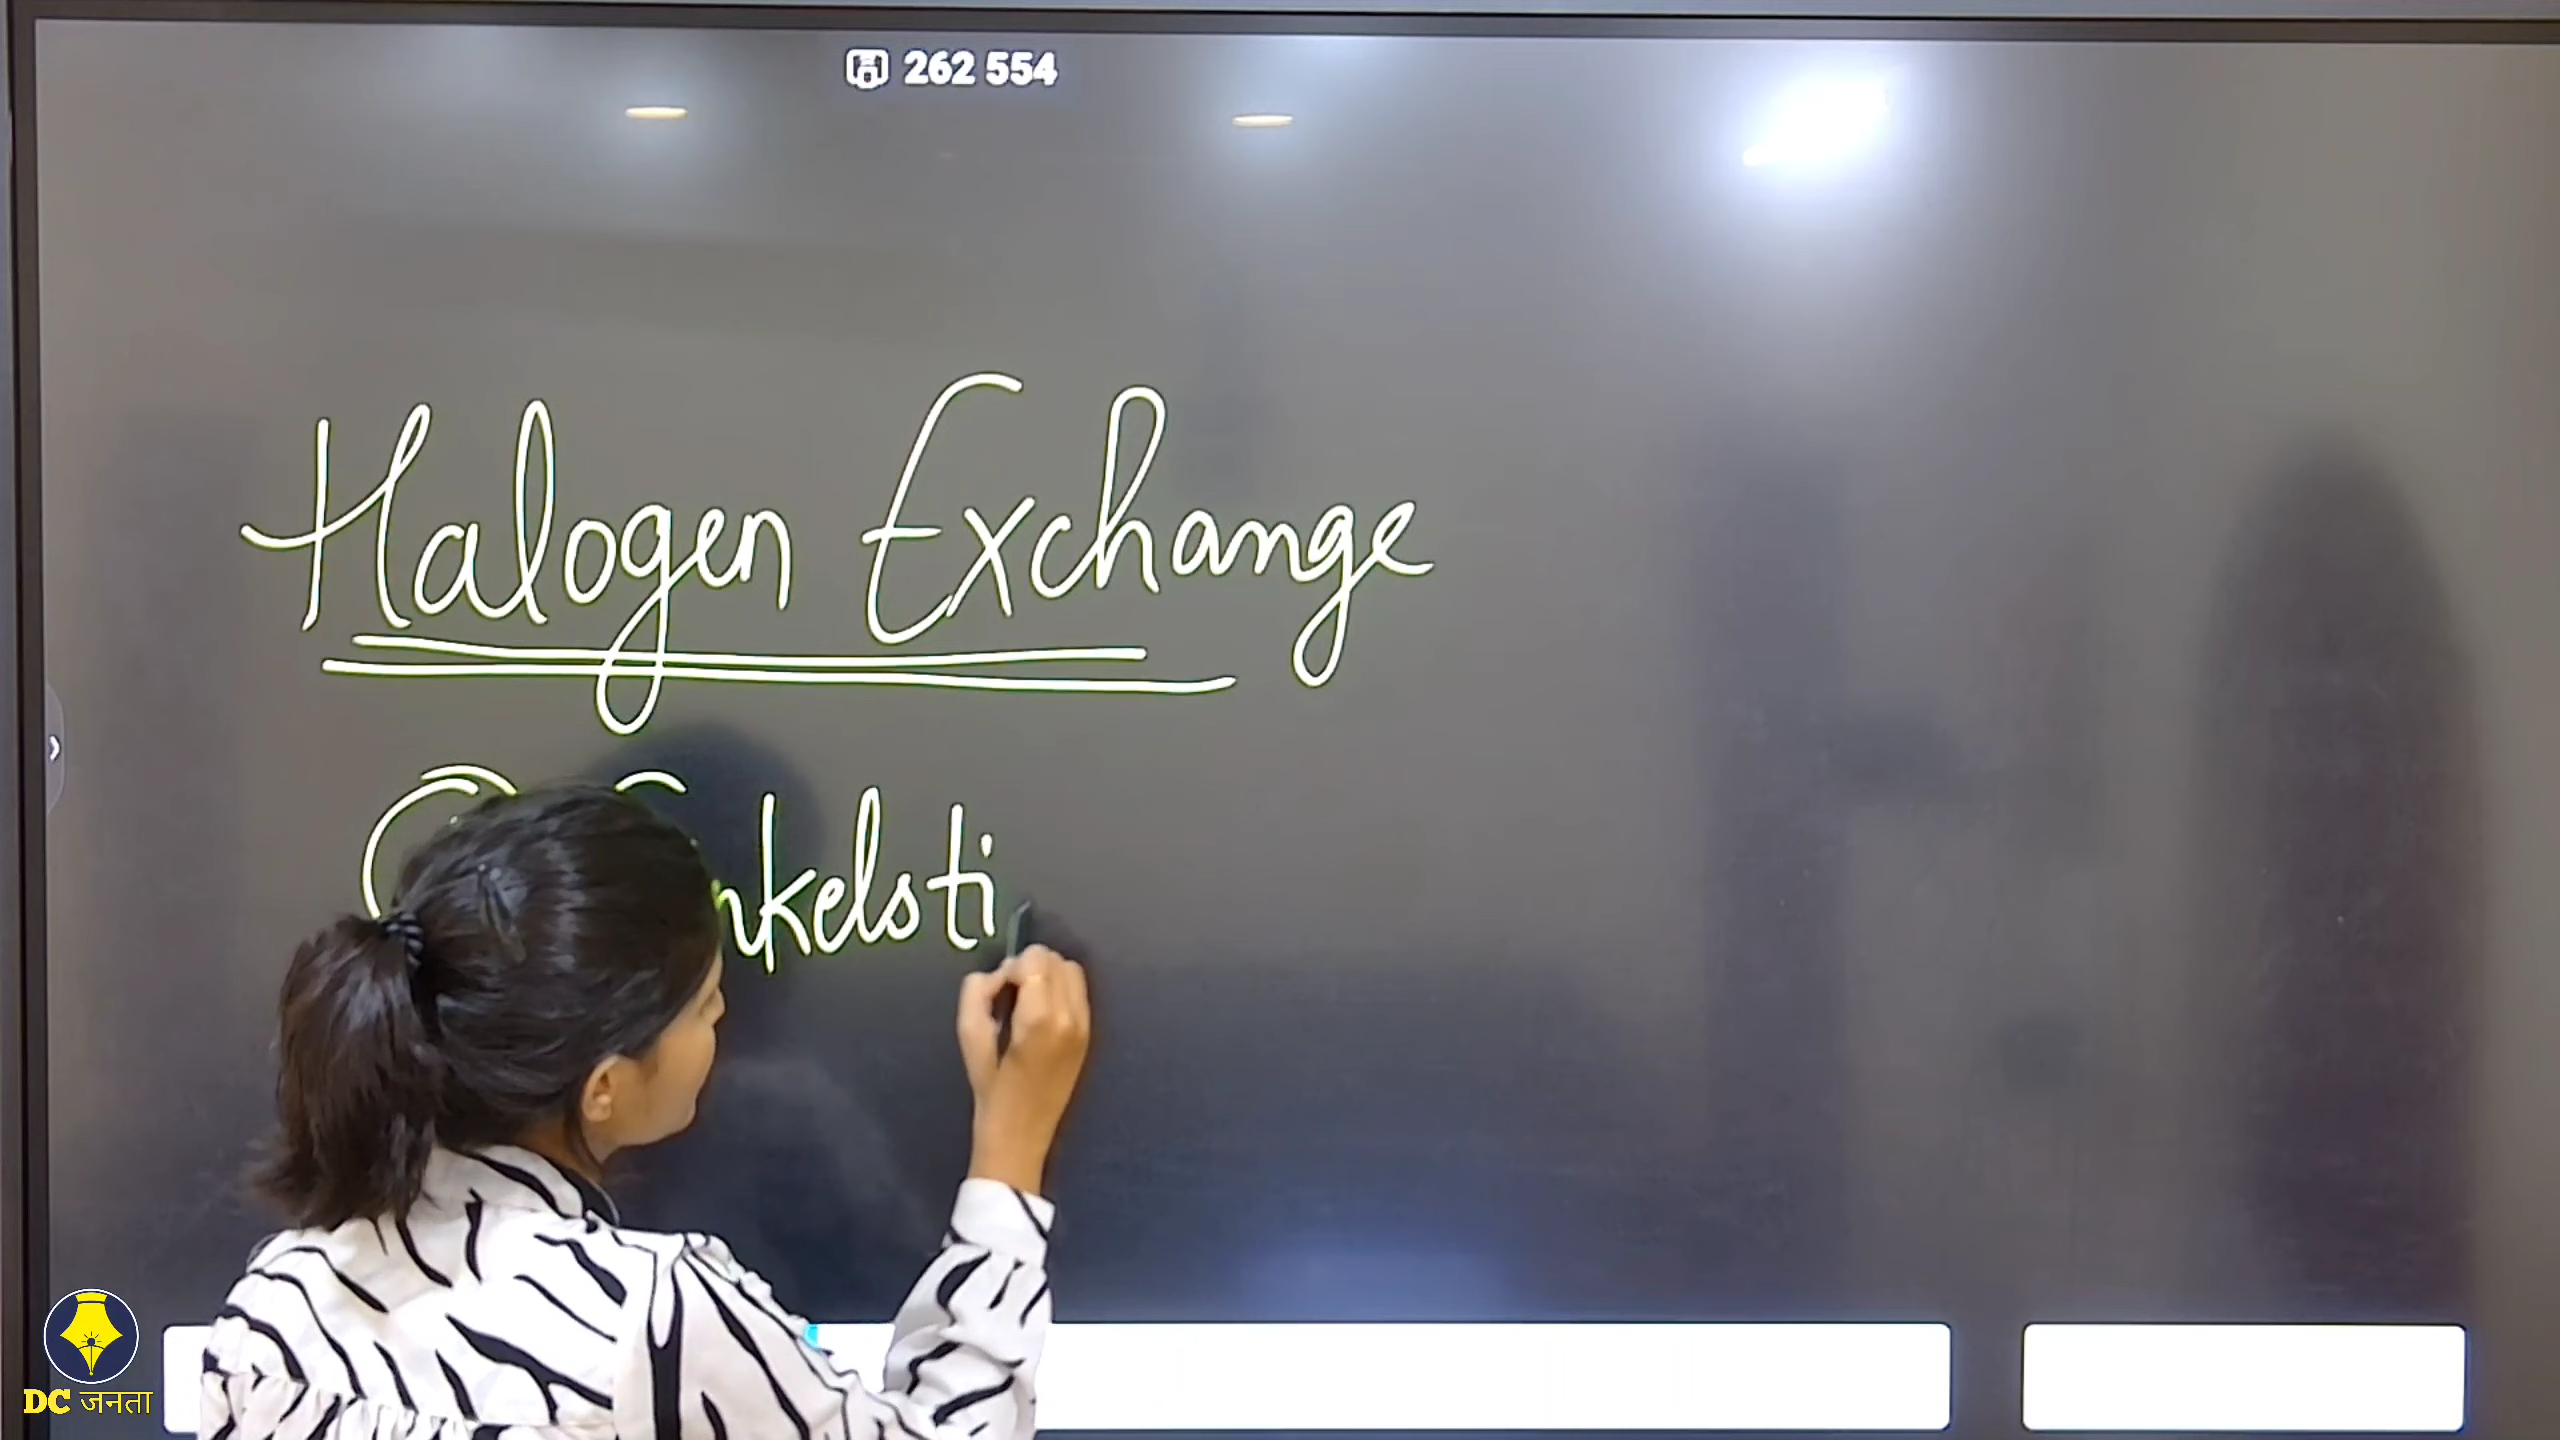 262 554
Halogen Exchange
nkelsti
DC जनता